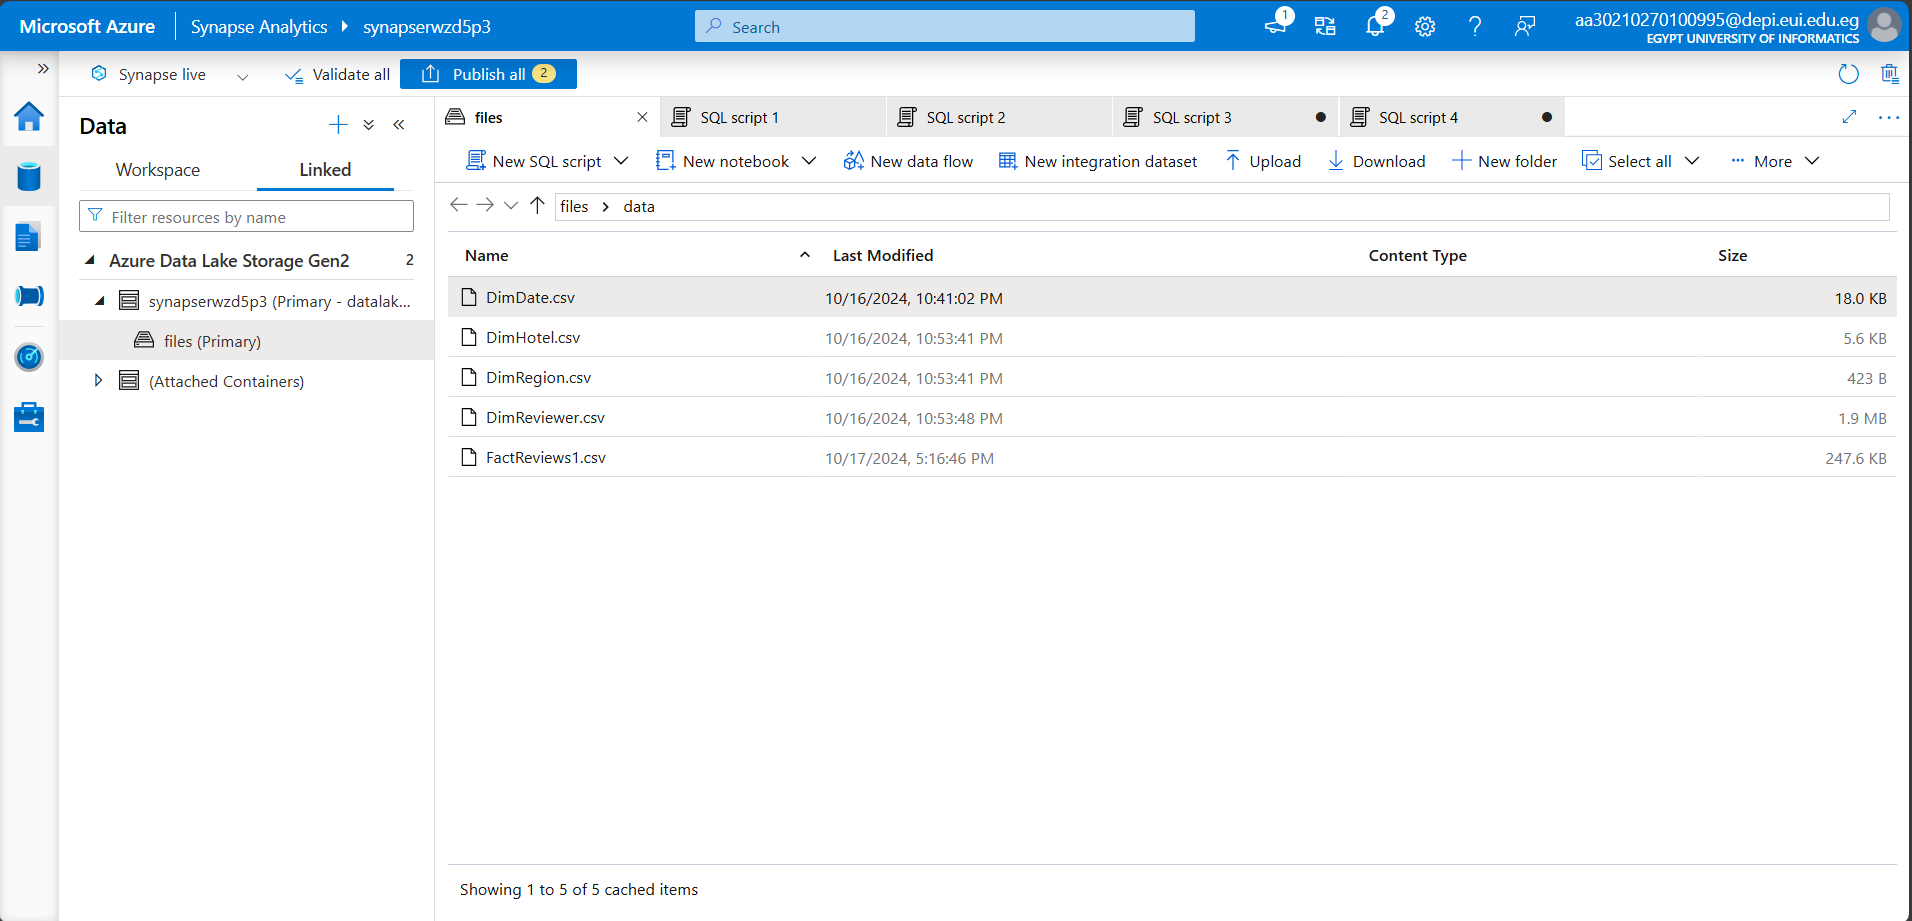 Microsoft Azure
Synapse Analytics
synapserwzd5p3
Search
1
2
aa30210270100995@depi.eui.edu.eg
EGYPT UNIVERSITY OF INFORMATICS
Synapse live
Validate all
Publish all 2
Data
Workspace
Linked
Filter resources by name
Azure Data Lake Storage Gen2 2
synapserwzd5p3 (Primary - datalak...
files (Primary)
(Attached Containers)
files
SQL script 1
SQL script 2
SQL script 3
SQL script 4
New SQL script
New notebook
New data flow
New integration dataset
Upload
Download
New folder
Select all
More
files
data
Name Last Modified Content Type Size
DimDate.csv 10/16/2024, 10:41:02 PM 18.0 KB
DimHotel.csv 10/16/2024, 10:53:41 PM 5.6 KB
DimRegion.csv 10/16/2024, 10:53:41 PM 423 B
DimReviewer.csv 10/16/2024, 10:53:48 PM 1.9 MB
FactReviews1.csv 10/17/2024, 5:16:46 PM 247.6 KB
Showing 1 to 5 of 5 cached items